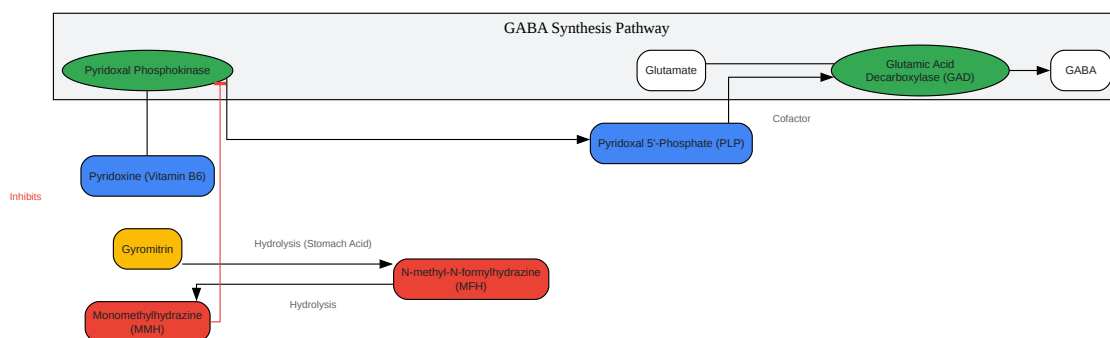 GABA Synthesis Pathway
Pyridoxal Phosphokinase
Glutamate
Glutamic Acid
Decarboxylase (GAD)
GABA
Cofactor
Pyridoxal 5'-Phosphate (PLP)
Pyridoxine (Vitamin B6)
Inhibits
Gyromitrin
Hydrolysis (Stomach Acid)
N-methyl-N-formylhydrazine
(MFH)
Hydrolysis
Monomethylhydrazine
(MMH)